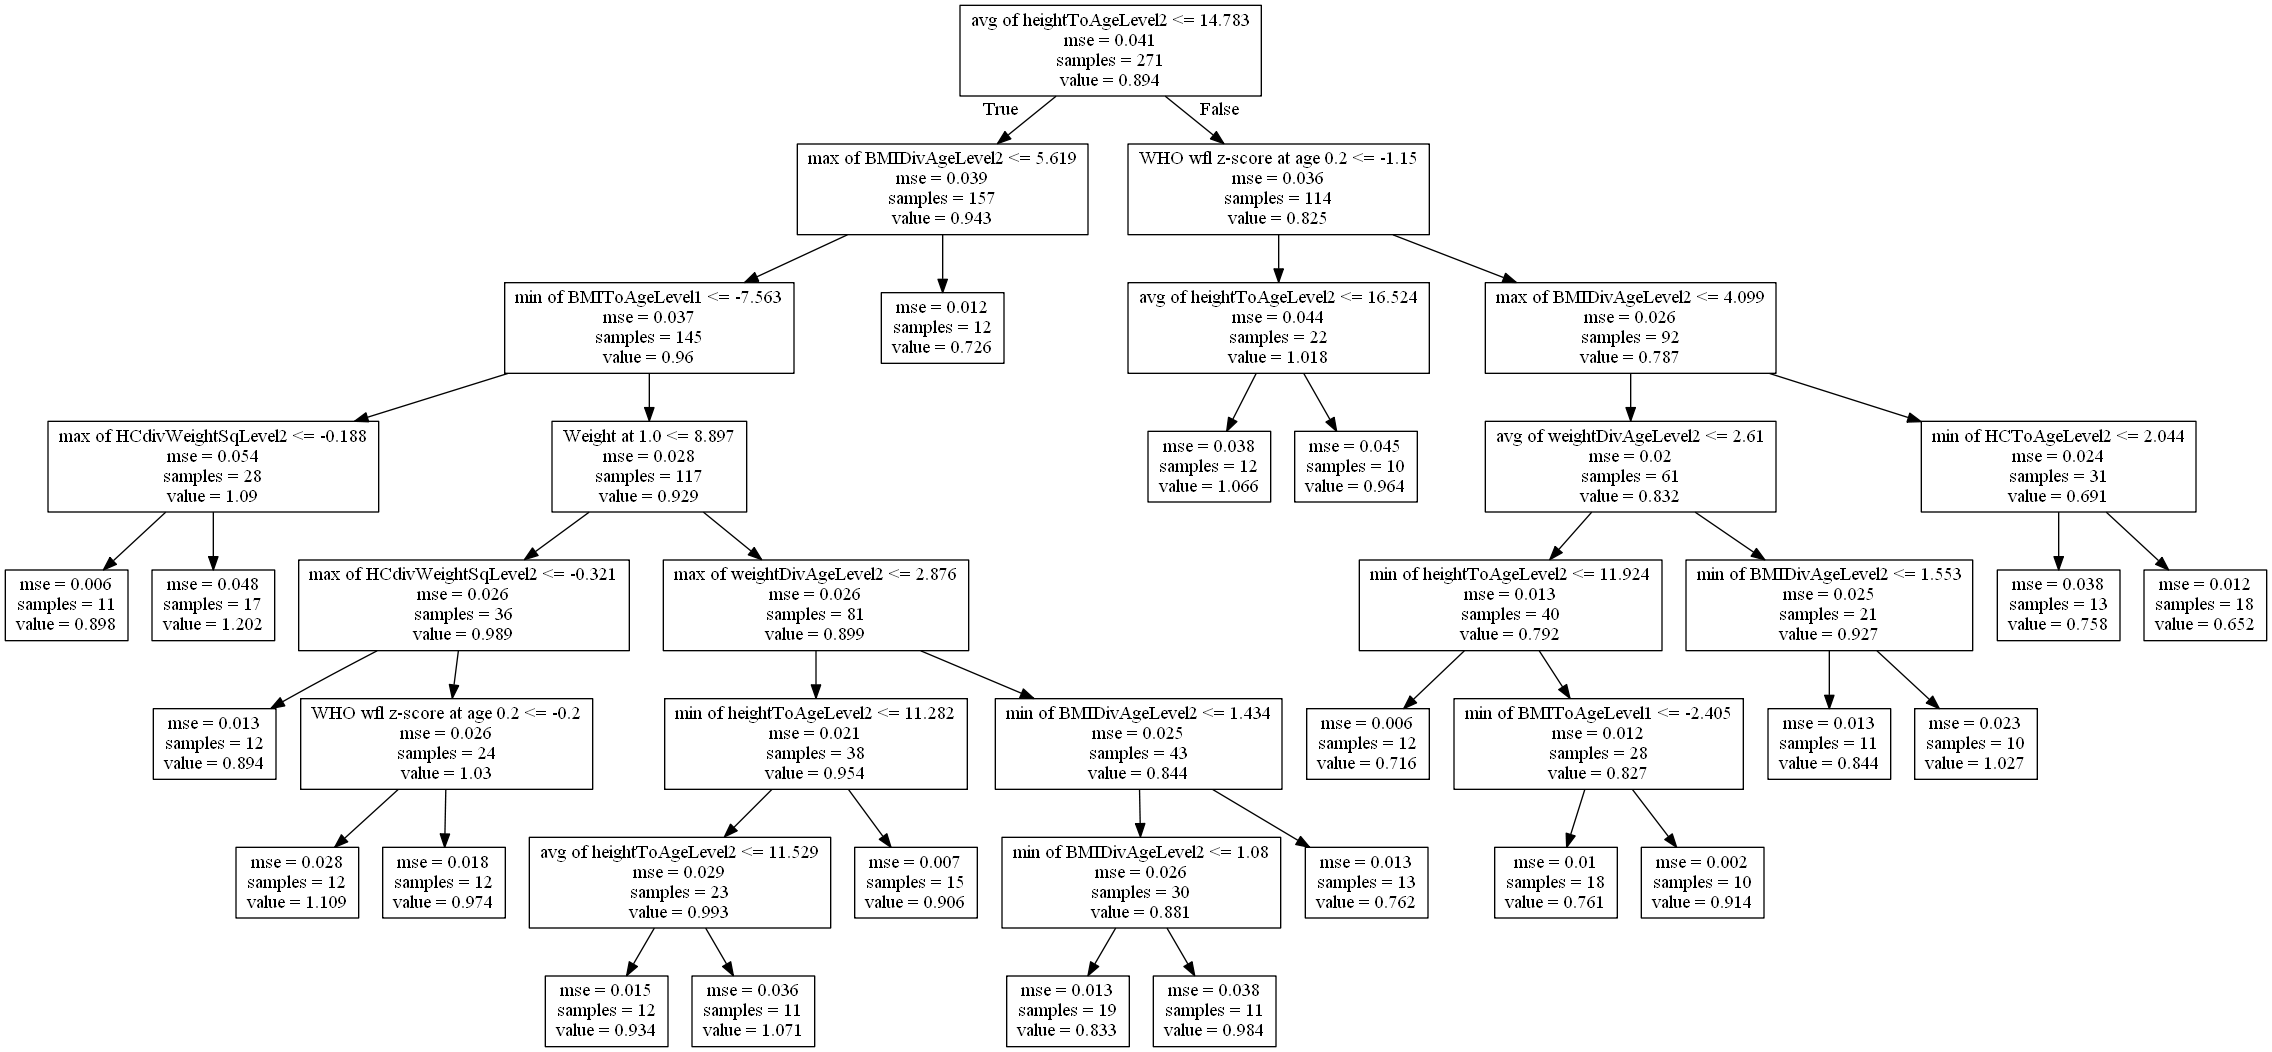 avg of heightToAgeLevel2 <= 14.783
mse = 0.041
samples = 271
value = 0.894
True
False
max of BMIDivAgeLevel2 <= 5.619
mse = 0.039
samples = 157
value = 0.943
WHO wfl z-score at age 0.2 <= -1.15
mse = 0.036
samples = 114
value = 0.825
min of BMIToAgeLevel1 <= -7.563
mse = 0.037
samples = 145
value = 0.96
mse = 0.012
samples = 12
value = 0.726
avg of heightToAgeLevel2 <= 16.524
mse = 0.044
samples = 22
value = 1.018
max of BMIDivAgeLevel2 <= 4.099
mse = 0.026
samples = 92
value = 0.787
max of HCdivWeightSqLevel2 <= -0.188
mse = 0.054
samples = 28
value = 1.09
Weight at 1.0 <= 8.897
mse = 0.028
samples = 117
value = 0.929
mse = 0.038
samples = 12
value = 1.066
mse = 0.045
samples = 10
value = 0.964
avg of weightDivAgeLevel2 <= 2.61
mse = 0.02
samples = 61
value = 0.832
min of HCToAgeLevel2 <= 2.044
mse = 0.024
samples = 31
value = 0.691
mse = 0.006
samples = 11
value = 0.898
mse = 0.048
samples = 17
value = 1.202
max of HCdivWeightSqLevel2 <= -0.321
mse = 0.026
samples = 36
value = 0.989
max of weightDivAgeLevel2 <= 2.876
mse = 0.026
samples = 81
value = 0.899
min of heightToAgeLevel2 <= 11.924
mse = 0.013
samples = 40
value = 0.792
min of BMIDivAgeLevel2 <= 1.553
mse = 0.025
samples = 21
value = 0.927
mse = 0.038
samples = 13
value = 0.758
mse = 0.012
samples = 18
value = 0.652
mse = 0.013
samples = 12
value = 0.894
WHO wfl z-score at age 0.2 <= -0.2
mse = 0.026
samples = 24
value = 1.03
min of heightToAgeLevel2 <= 11.282
mse = 0.021
samples = 38
value = 0.954
min of BMIDivAgeLevel2 <= 1.434
mse = 0.025
samples = 43
value = 0.844
mse = 0.006
samples = 12
value = 0.716
min of BMIToAgeLevel1 <= -2.405
mse = 0.012
samples = 28
value = 0.827
mse = 0.013
samples = 11
value = 0.844
mse = 0.023
samples = 10
value = 1.027
mse = 0.028
samples = 12
value = 1.109
mse = 0.018
samples = 12
value = 0.974
avg of heightToAgeLevel2 <= 11.529
mse = 0.029
samples = 23
value = 0.993
mse = 0.007
samples = 15
value = 0.906
min of BMIDivAgeLevel2 <= 1.08
mse = 0.026
samples = 30
value = 0.881
mse = 0.013
samples = 13
value = 0.762
mse = 0.01
samples = 18
value = 0.761
mse = 0.002
samples = 10
value = 0.914
mse = 0.015
samples = 12
value = 0.934
mse = 0.036
samples = 11
value = 1.071
mse = 0.013
samples = 19
value = 0.833
mse = 0.038
samples = 11
value = 0.984